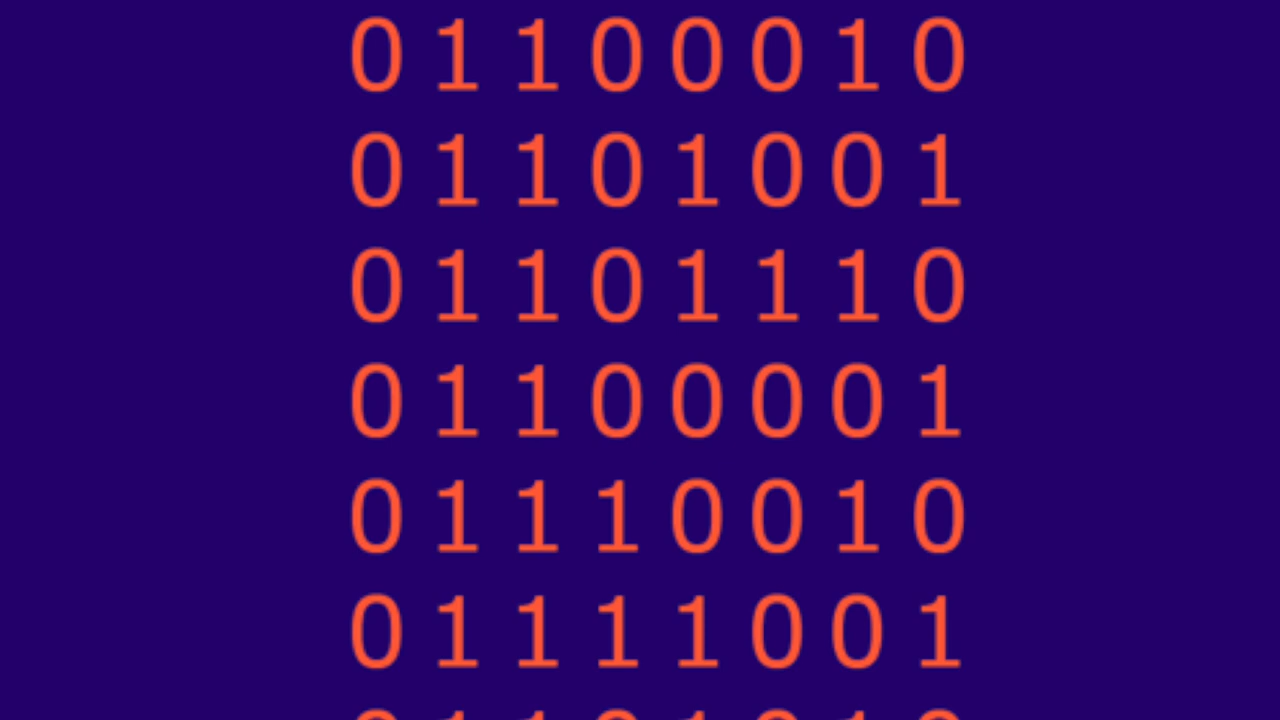 0 1 1 0 0 0 1 0
0 1 1 0 1 0 0 1
0 1 1 0 1 1 1 0
0 1 1 0 0 0 0 1
0 1 1 1 0 0 1 0
0 1 1 1 1 0 0 1